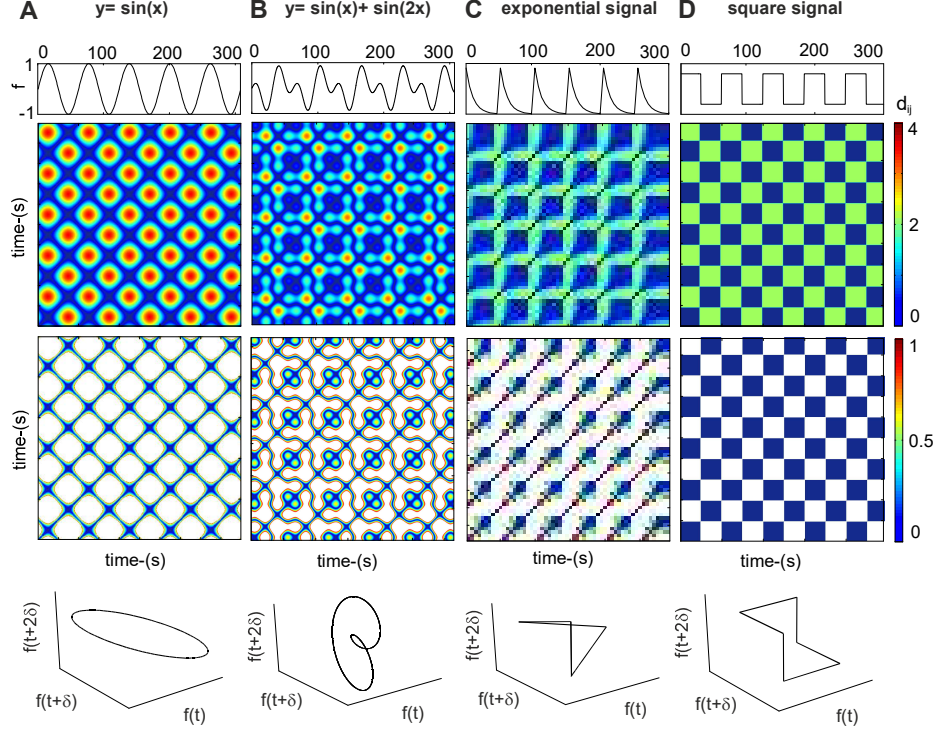 A y= sin(x) B y= sin(x)+ sin(2x) C exponential signal D square signal
0 100 200 300 0 100 200 300 0 100 200 300 0 100 200 300
1
f
-1
d_ij
4
time-(s)
2
0
1
time-(s)
0.5
0
time-(s) time-(s) time-(s) time-(s)
f(t+2δ) f(t+2δ) f(t+2δ) f(t+2δ)
f(t+δ) f(t) f(t+δ) f(t) f(t+δ) f(t) f(t+δ) f(t)